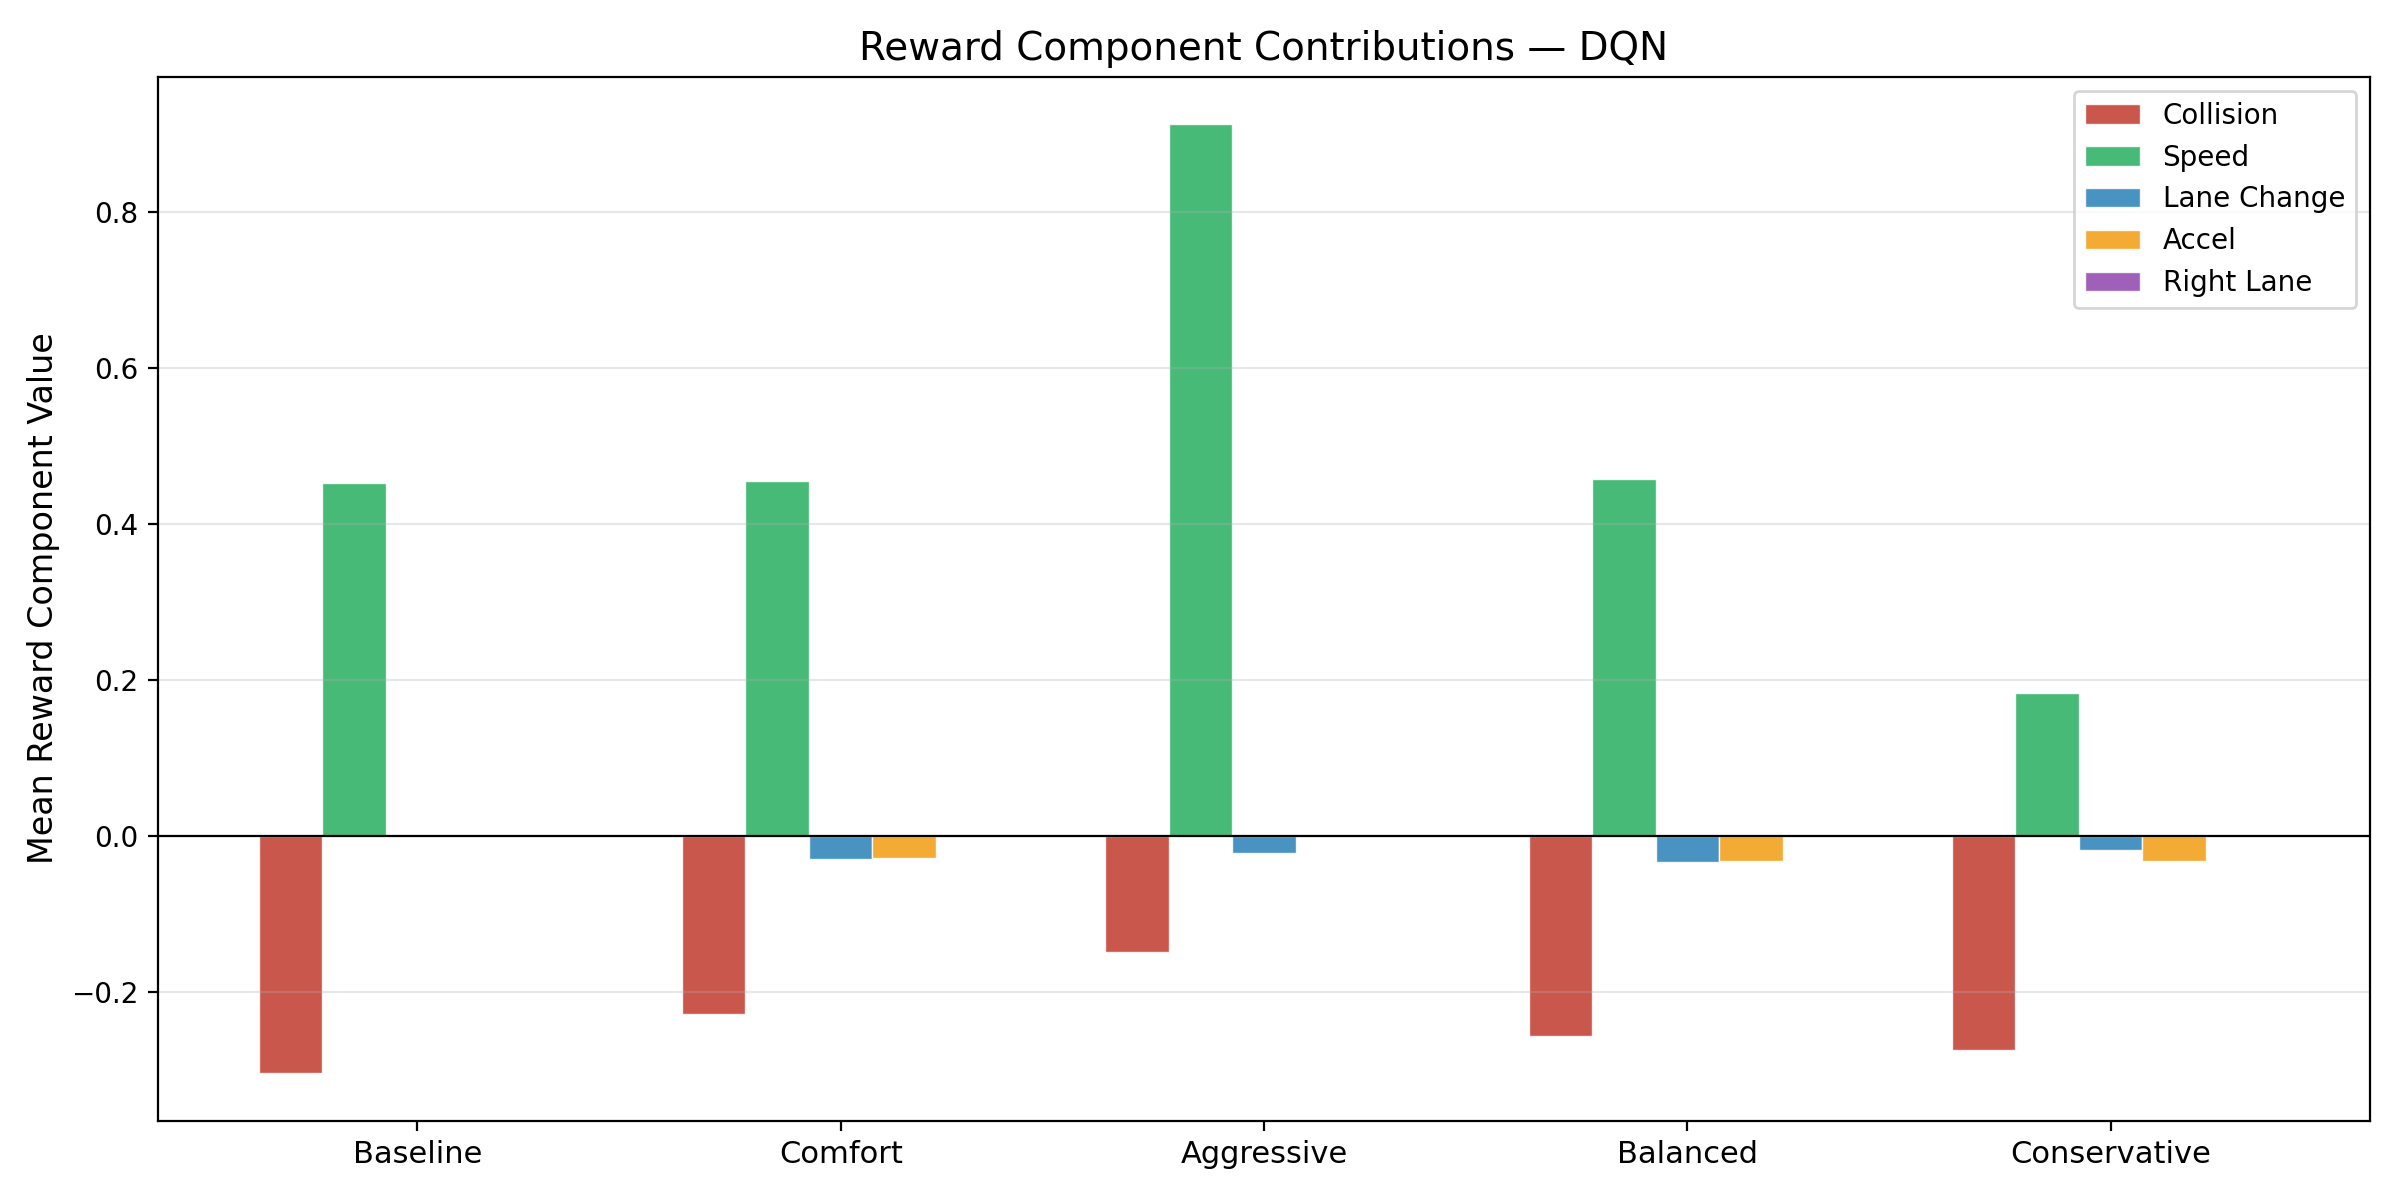 Reward Component Contributions — DQN
Mean Reward Component Value
0.8
0.6
0.4
0.2
0.0
−0.2
Collision
Speed
Lane Change
Accel
Right Lane
Baseline
Comfort
Aggressive
Balanced
Conservative